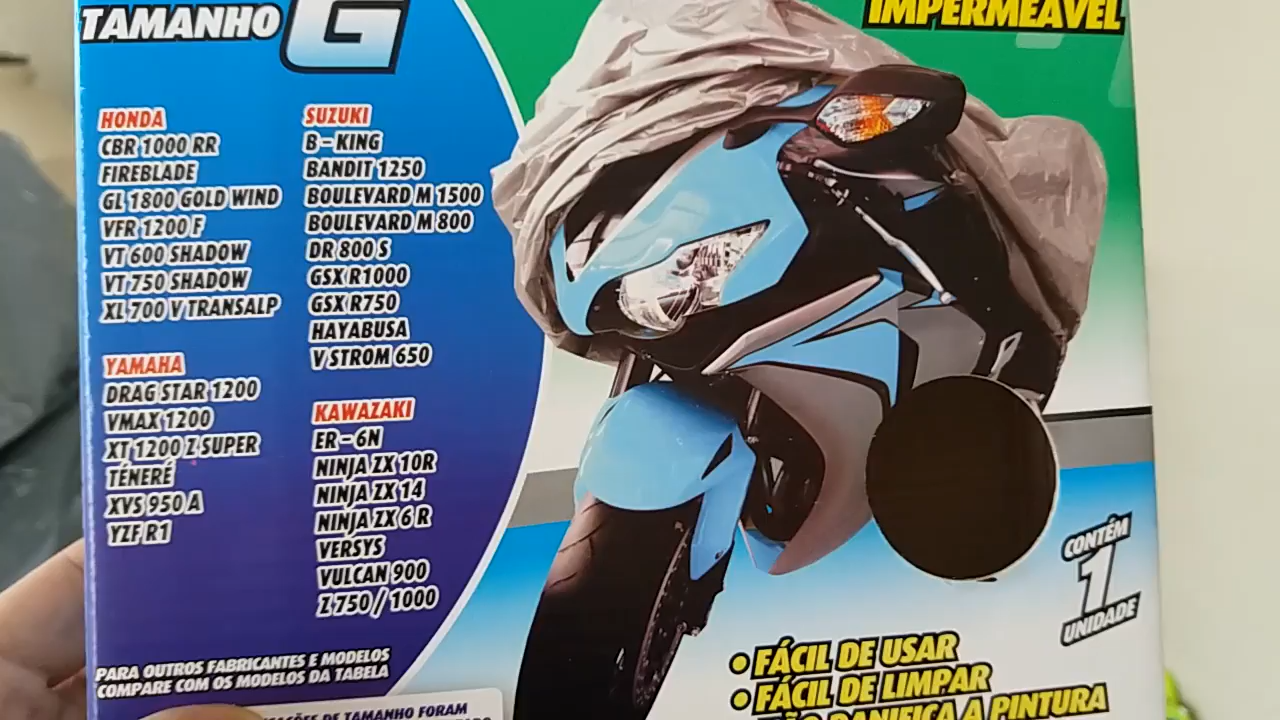 TAMANHO G
IMPERMEÁVEL
HONDA
CBR 1000 RR
FIREBLADE
GL 1800 GOLD WIND
VFR 1200 F
VT 600 SHADOW
VT 750 SHADOW
XL 700 V TRANSALP
YAMAHA
DRAG STAR 1200
VMAX 1200
XT 1200 Z SUPER
TÉNERÉ
XVS 950 A
YZF R1
SUZUKI
B-KING
BANDIT 1250
BOULEVARD M 1500
BOULEVARD M 800
DR 800 S
GSX R1000
GSX R750
HAYABUSA
V STROM 650
KAWAZAKI
ER-6N
NINJA ZX 10R
NINJA ZX 14
NINJA ZX 6 R
VERSYS
VULCAN 900
Z 750 / 1000
PARA OUTROS FABRICANTES E MODELOS
COMPARE COM OS MODELOS DA TABELA
DE TAMANHO FORAM
CONTÉM
1
UNIDADE
• FÁCIL DE USAR
• FÁCIL DE LIMPAR
NÃO DANIFICA A PINTURA